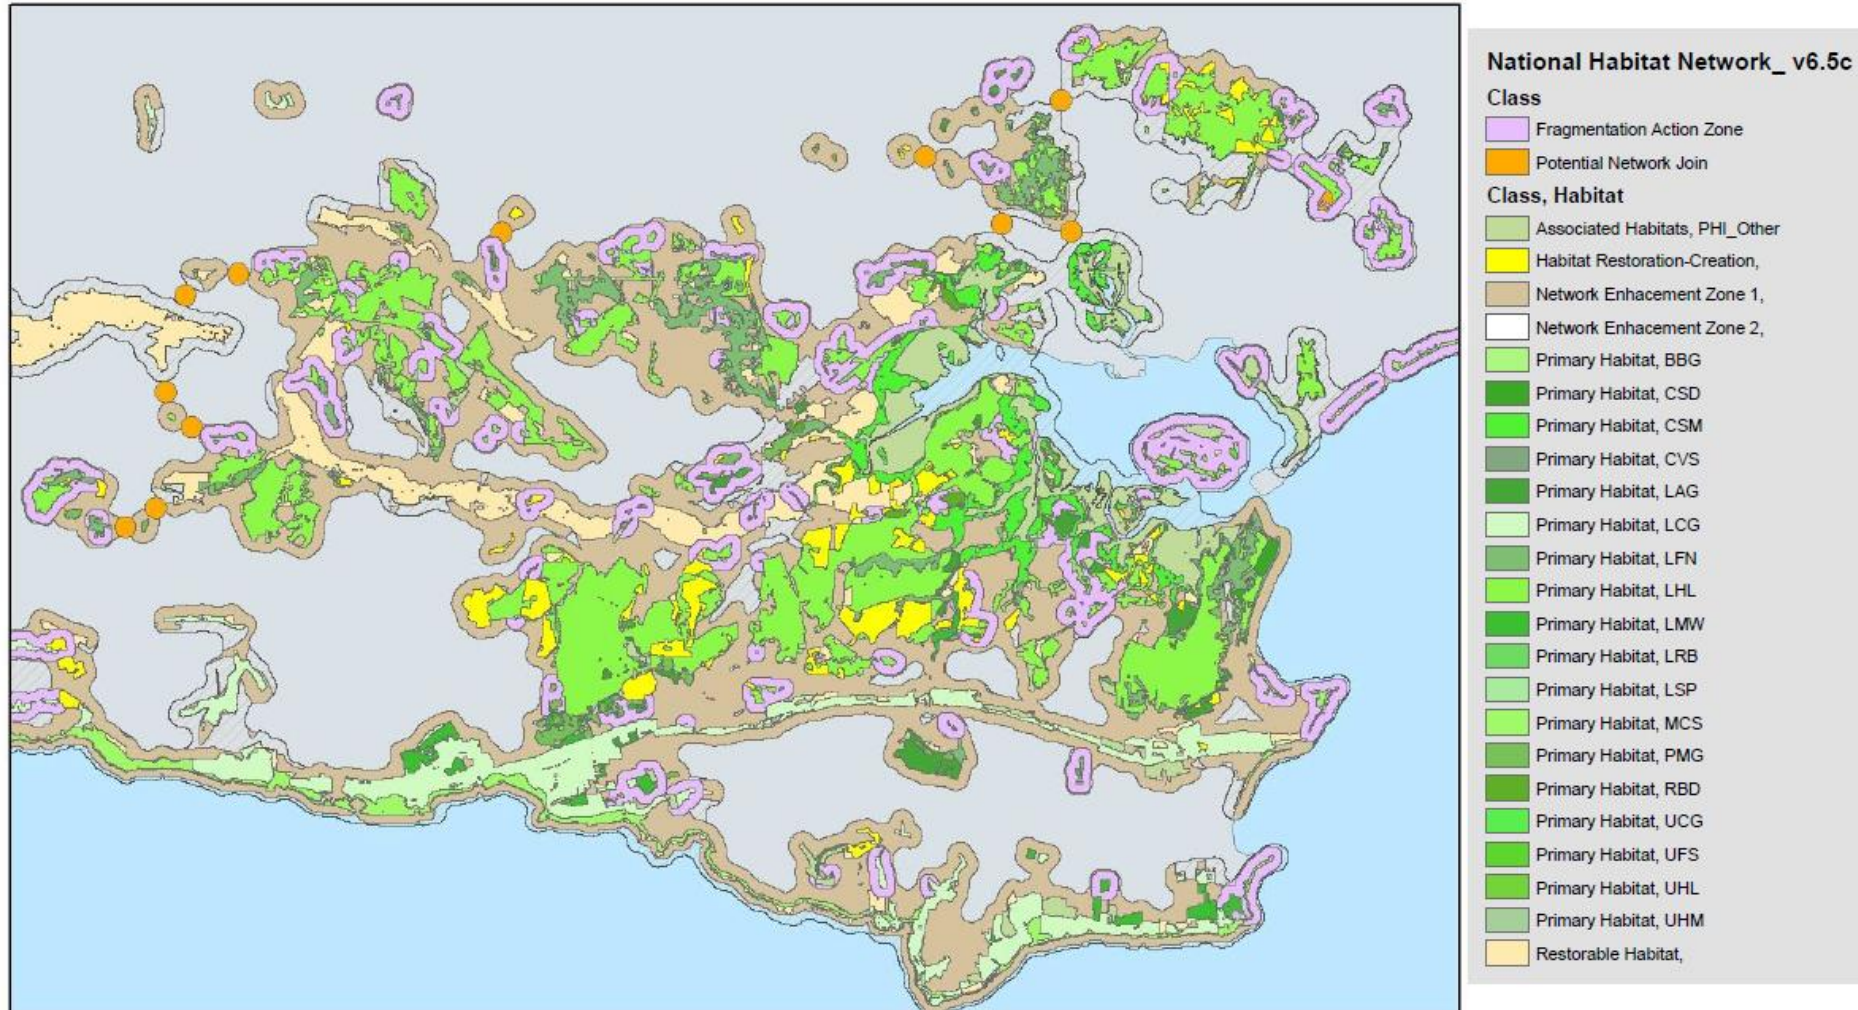 National Habitat Network_ v6.5c
Class
Fragmentation Action Zone
Potential Network Join
Class, Habitat
Associated Habitats, PHI_Other
Habitat Restoration-Creation,
Network Enhacement Zone 1,
Network Enhacement Zone 2,
Primary Habitat, BBG
Primary Habitat, CSD
Primary Habitat, CSM
Primary Habitat, CVS
Primary Habitat, LAG
Primary Habitat, LCG
Primary Habitat, LFN
Primary Habitat, LHL
Primary Habitat, LMW
Primary Habitat, LRB
Primary Habitat, LSP
Primary Habitat, MCS
Primary Habitat, PMG
Primary Habitat, RBD
Primary Habitat, UCG
Primary Habitat, UFS
Primary Habitat, UHL
Primary Habitat, UHM
Restorable Habitat,